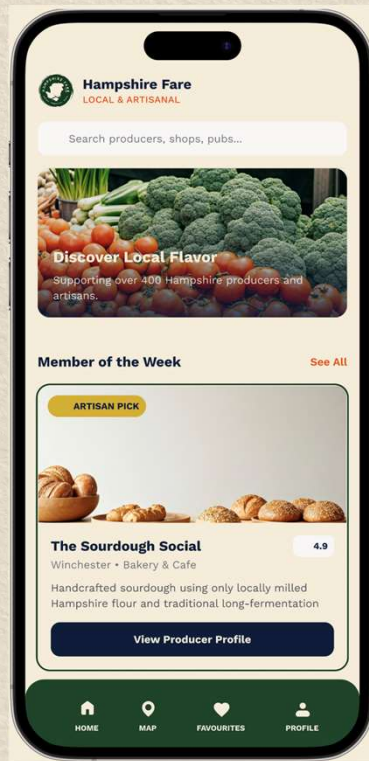 Hampshire Fare
LOCAL & ARTISANAL
Search producers, shops, pubs...
Discover Local Flavor
Supporting over 400 Hampshire producers and
artisans.
Member of the Week
See All
ARTISAN PICK
The Sourdough Social
4.9
Winchester • Bakery & Cafe
Handcrafted sourdough using only locally milled
Hampshire flour and traditional long-fermentation
View Producer Profile
HOME
MAP
FAVOURITES
PROFILE